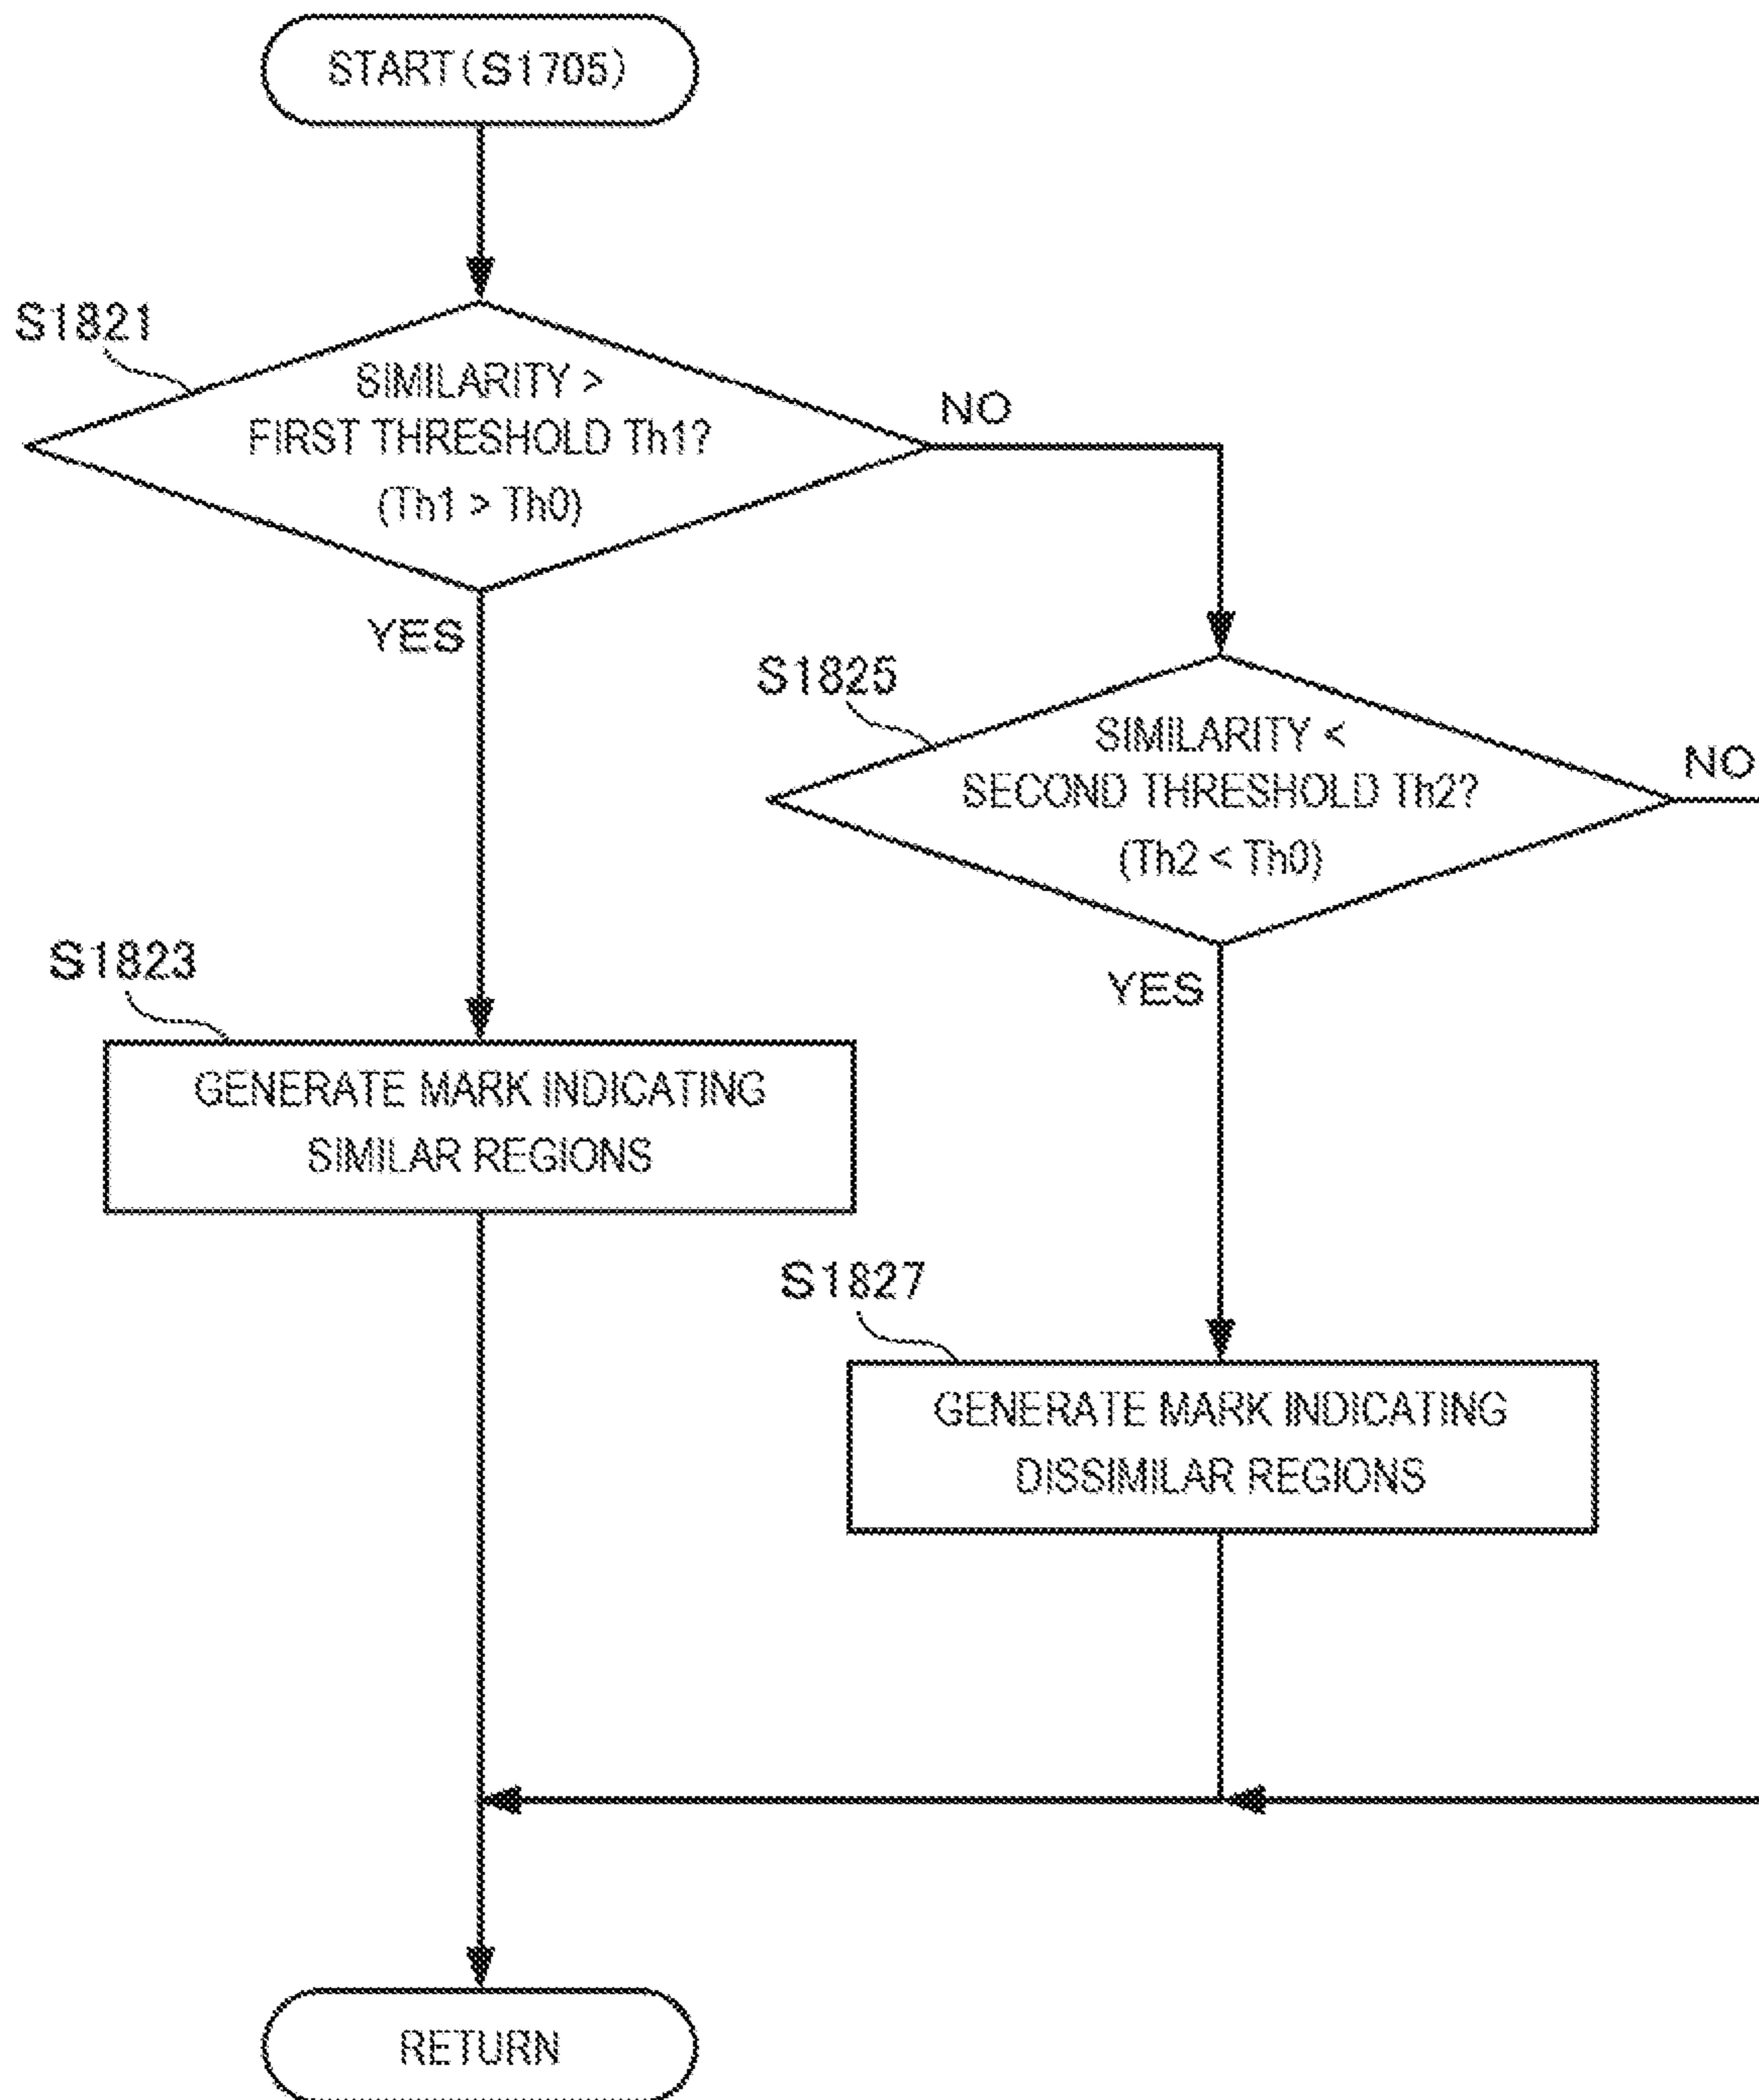 START(S1705)
S1821
SIMILARITY >
FIRST THRESHOLD Th1?
(Th1 > Th0)
NO
YES
S1825
SIMILARITY <
SECOND THRESHOLD Th2?
(Th2 < Th0)
NO
YES
S1823
GENERATE MARK INDICATING
SIMILAR REGIONS
S1827
GENERATE MARK INDICATING
DISSIMILAR REGIONS
RETURN